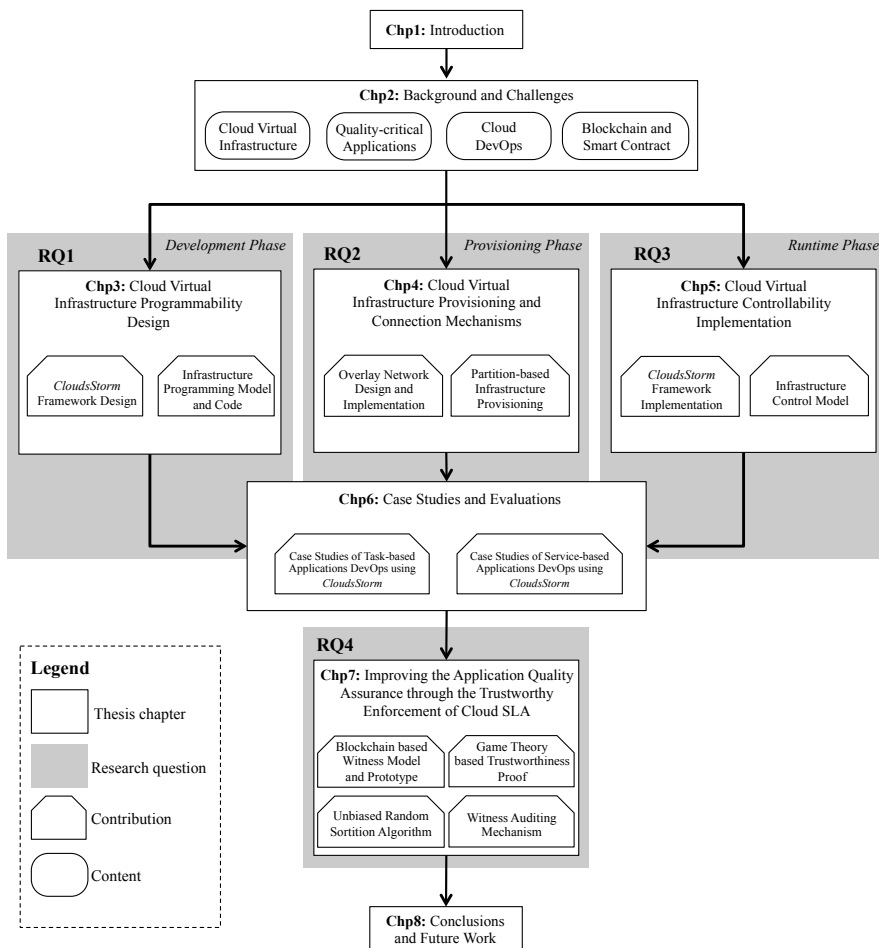 Chp1: Introduction
Chp2: Background and Challenges
Cloud Virtual
Infrastructure
Quality-critical
Applications
Cloud
DevOps
Blockchain and
Smart Contract
RQ1
Development Phase
Chp3: Cloud Virtual
Infrastructure Programmability
Design
CloudsStorm
Framework Design
Infrastructure
Programming Model
and Code
RQ2
Provisioning Phase
Chp4: Cloud Virtual
Infrastructure Provisioning and
Connection Mechanisms
Overlay Network
Design and
Implementation
Partition-based
Infrastructure
Provisioning
RQ3
Runtime Phase
Chp5: Cloud Virtual
Infrastructure Controllability
Implementation
CloudsStorm
Framework
Implementation
Infrastructure
Control Model
Chp6: Case Studies and Evaluations
Case Studies of Task-based
Applications DevOps using
CloudsStorm
Case Studies of Service-based
Applications DevOps using
CloudsStorm
RQ4
Chp7: Improving the Application Quality
Assurance through the Trustworthy
Enforcement of Cloud SLA
Blockchain based
Witness Model
and Prototype
Game Theory
based Trustworthiness
Proof
Unbiased Random
Sortition Algorithm
Witness Auditing
Mechanism
Chp8: Conclusions
and Future Work
Legend
Thesis chapter
Research question
Contribution
Content